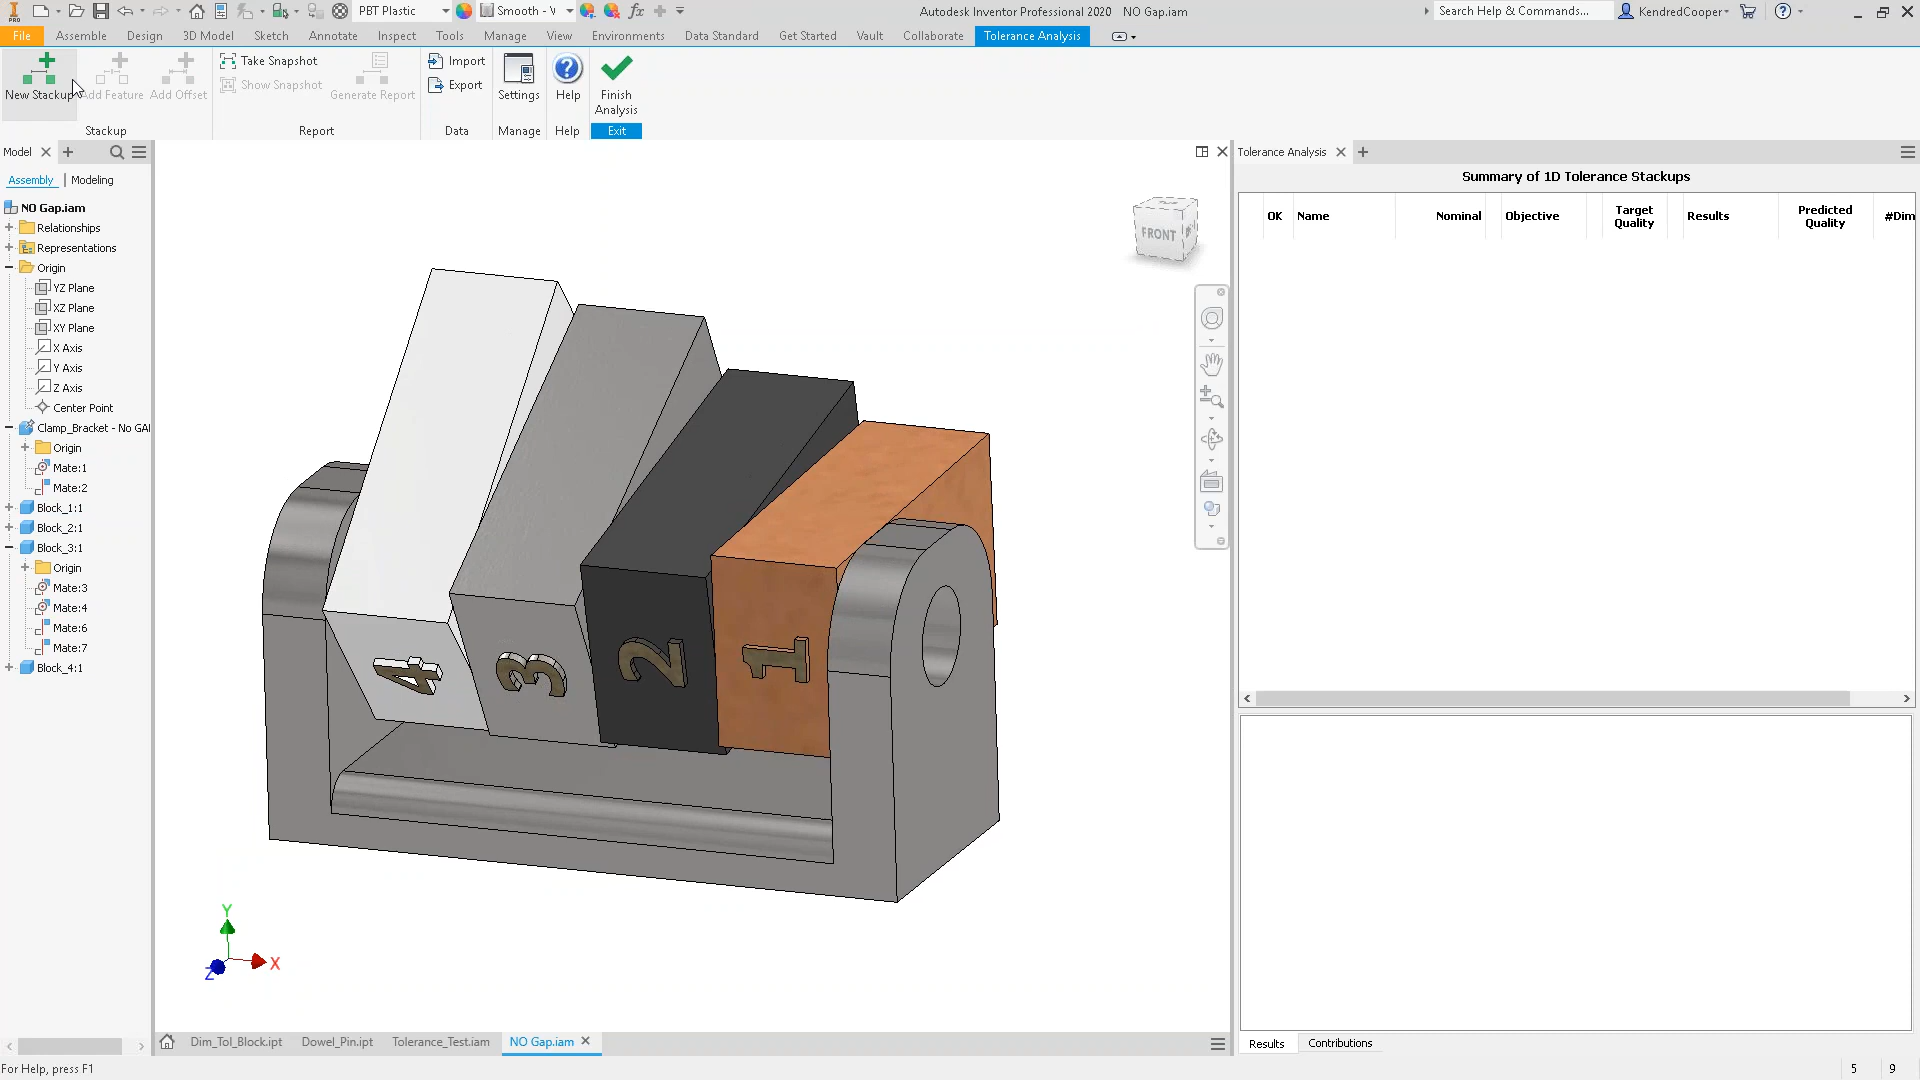 PBT Plastic
Smooth - V
fx
Autodesk Inventor Professional 2020 NO Gap.iam
Search Help & Commands...
KendredCooper
File Assemble Design 3D Model Sketch Annotate Inspect Tools Manage View Environments Data Standard Get Started Vault Collaborate Tolerance Analysis
New Stackup
Add Feature
Add Offset
Take Snapshot
Show Snapshot
Generate Report
Import
Export
Settings
Help
Finish
Analysis
Stackup
Report
Data
Manage
Help
Exit
Model
Assembly | Modeling
NO Gap.iam
Relationships
Representations
Origin
YZ Plane
XZ Plane
XY Plane
X Axis
Y Axis
Z Axis
Center Point
Clamp_Bracket - No GA
Origin
Mate:1
Mate:2
Block_1:1
Block_2:1
Block_3:1
Origin
Mate:3
Mate:4
Mate:6
Mate:7
Block_4:1
FRONT
4 3 2 1
Y
X
Z
Tolerance Analysis
Summary of 1D Tolerance Stackups
OK Name Nominal Objective Target Quality Results Predicted Quality #Dim
Results Contributions
Dim_Tol_Block.ipt Dowel_Pin.ipt Tolerance_Test.iam NO Gap.iam
For Help, press F1
5 9